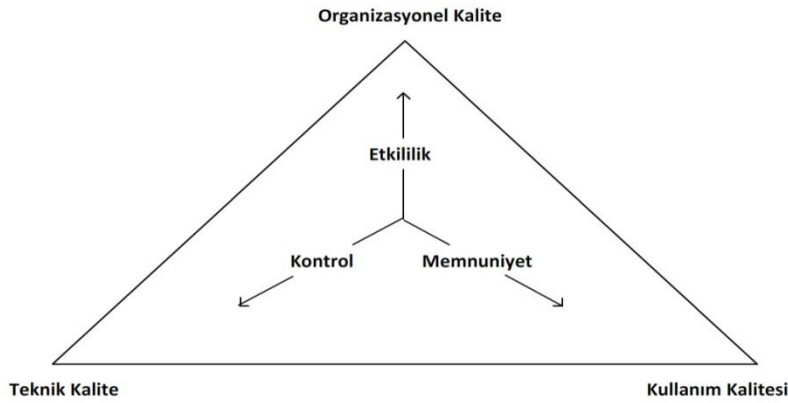 Organizasyonel Kalite
Etkililik
Kontrol
Memnuniyet
Teknik Kalite
Kullanım Kalitesi